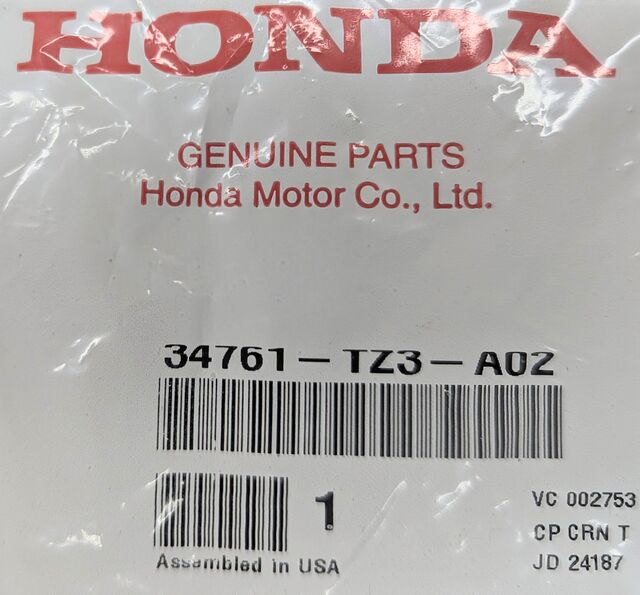 HONDA
GENUINE PARTS
Honda Motor Co., Ltd.
34761-TZ3-A02
1
VC 002753
CP CRN T
JD 24187
Assembled in USA